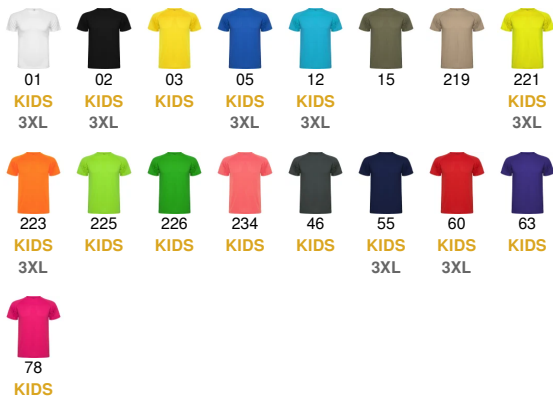 01 02 03 05 12 15 219 221
KIDS KIDS KIDS KIDS KIDS KIDS
3XL 3XL 3XL 3XL 3XL
223 225 226 234 46 55 60 63
KIDS KIDS KIDS KIDS KIDS KIDS KIDS KIDS
3XL 3XL 3XL
78
KIDS